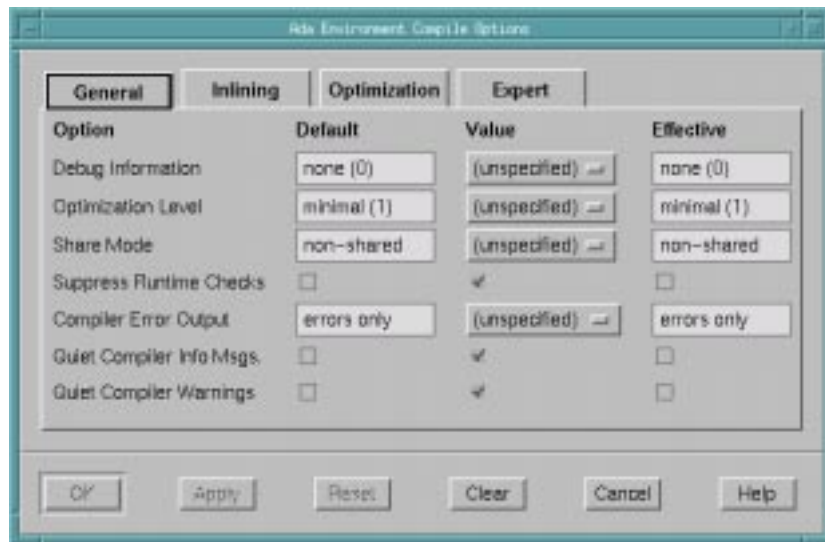 Ada Environment Compile Options
General Inlining Optimization Expert
Option Default Value Effective
Debug Information none (0) (unspecified) none (0)
Optimization Level minimal (1) (unspecified) minimal (1)
Share Mode non-shared (unspecified) non-shared
Suppress Runtime Checks
Compiler Error Output errors only (unspecified) errors only
Quiet Compiler Info Msgs.
Quiet Compiler Warnings
OK Apply Reset Clear Cancel Help